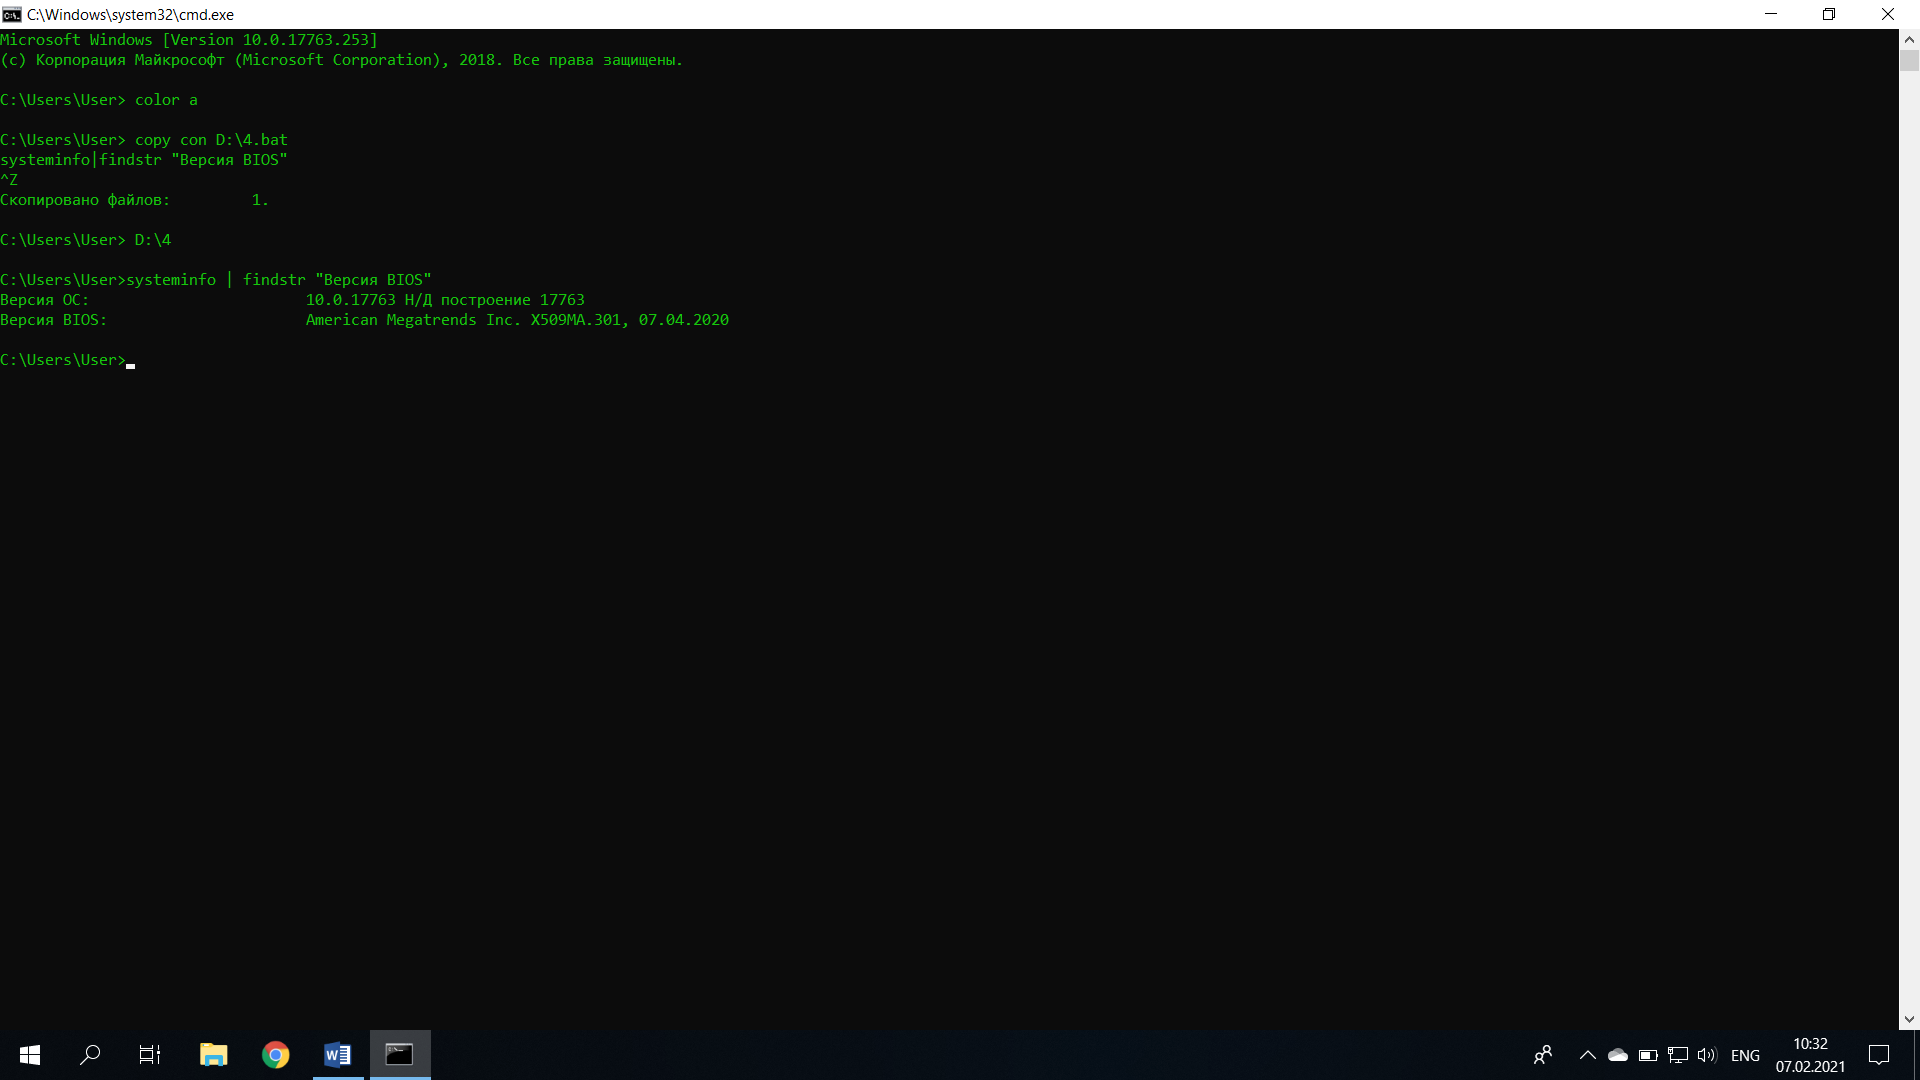 C:\Windows\system32\cmd.exe
Microsoft Windows [Version 10.0.17763.253]
(c) Корпорация Майкрософт (Microsoft Corporation), 2018. Все права защищены.
C:\Users\User> color a
C:\Users\User> copy con D:\4.bat
systeminfo|findstr "Версия BIOS"
^Z
Скопировано файлов:         1.
C:\Users\User> D:\4
C:\Users\User>systeminfo | findstr "Версия BIOS"
Версия ОС:                        10.0.17763 Н/Д построение 17763
Версия BIOS:                      American Megatrends Inc. X509MA.301, 07.04.2020
C:\Users\User>
ENG
10:32
07.02.2021